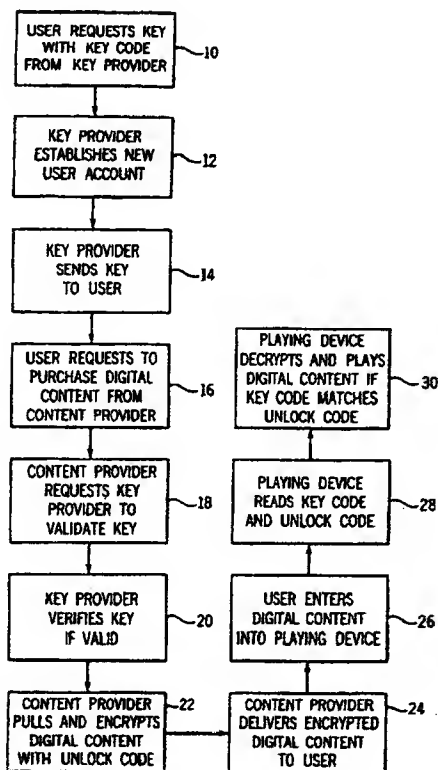 USER REQUESTS KEY
WITH KEY CODE
FROM KEY PROVIDER
10
KEY PROVIDER
ESTABLISHES NEW
USER ACCOUNT
12
KEY PROVIDER
SENDS KEY
TO USER
14
USER REQUESTS TO
PURCHASE DIGITAL
CONTENT FROM
CONTENT PROVIDER
16
CONTENT PROVIDER
REQUESTS KEY
PROVIDER TO
VALIDATE KEY
18
KEY PROVIDER
VERIFIES KEY
IF VALID
20
CONTENT PROVIDER
PULLS AND ENCRYPTS
DIGITAL CONTENT
WITH UNLOCK CODE
22
CONTENT PROVIDER
DELIVERS ENCRYPTED
DIGITAL CONTENT
TO USER
24
USER ENTERS
DIGITAL CONTENT
INTO PLAYING DEVICE
26
PLAYING DEVICE
READS KEY CODE
AND UNLOCK CODE
28
PLAYING DEVICE
DECRYPTS AND PLAYS
DIGITAL CONTENT IF
KEY CODE MATCHES
UNLOCK CODE
30